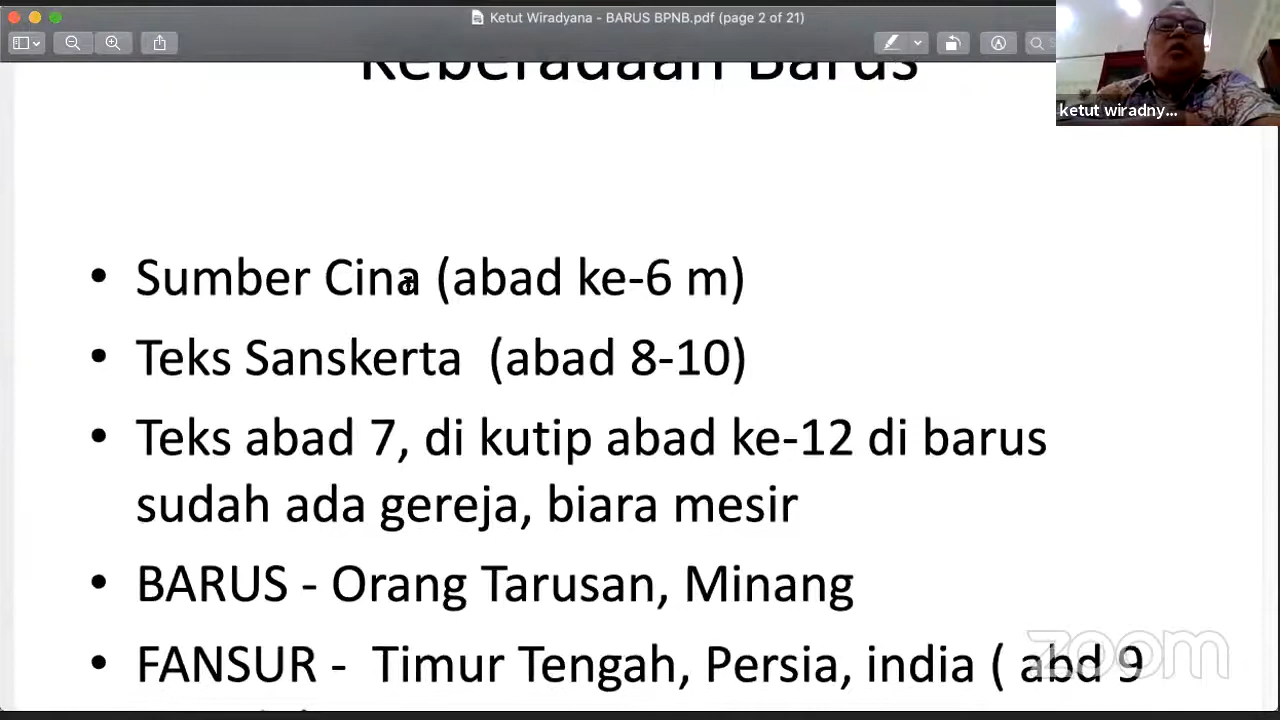 Ketut Wiradyana - BARUS BPNB.pdf (page 2 of 21)
ketut wiradny...
Keberadaan Barus
• Sumber Cina (abad ke-6 m)
• Teks Sanskerta (abad 8-10)
• Teks abad 7, di kutip abad ke-12 di barus
sudah ada gereja, biara mesir
• BARUS - Orang Tarusan, Minang
• FANSUR - Timur Tengah, Persia, india ( abd 9
zoom